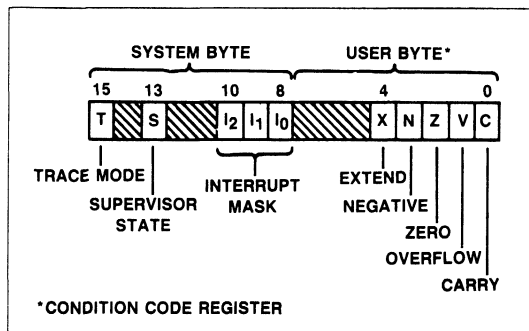 SYSTEM BYTE USER BYTE*
15 13 10 8 4 0
T S I2 I1 I0 X N Z V C
TRACE MODE
SUPERVISOR
STATE
INTERRUPT
MASK
EXTEND
NEGATIVE
ZERO
OVERFLOW
CARRY
*CONDITION CODE REGISTER